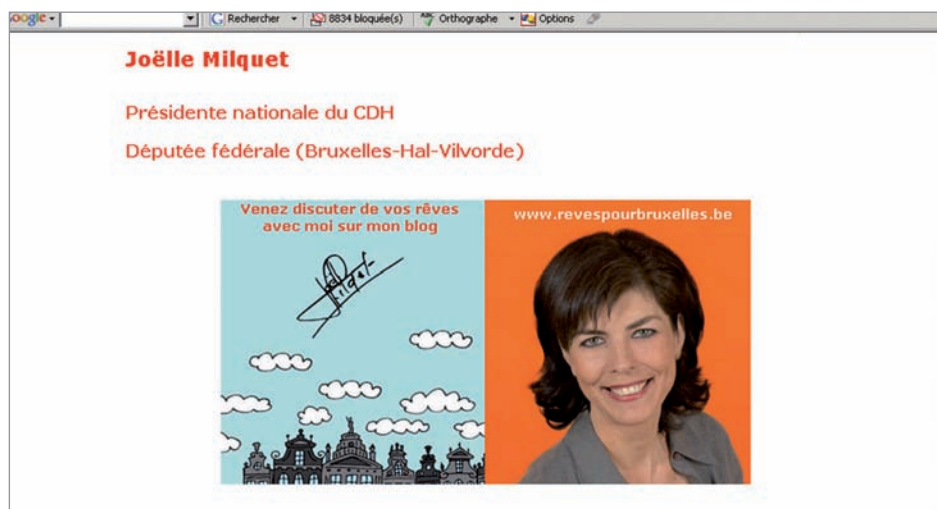 oogle Rechercher 8834 bloquée(s) Orthographe Options
Joëlle Milquet
Présidente nationale du CDH
Députée fédérale (Bruxelles-Hal-Vilvorde)
Venez discuter de vos rêves
avec moi sur mon blog
www.revespourbruxelles.be